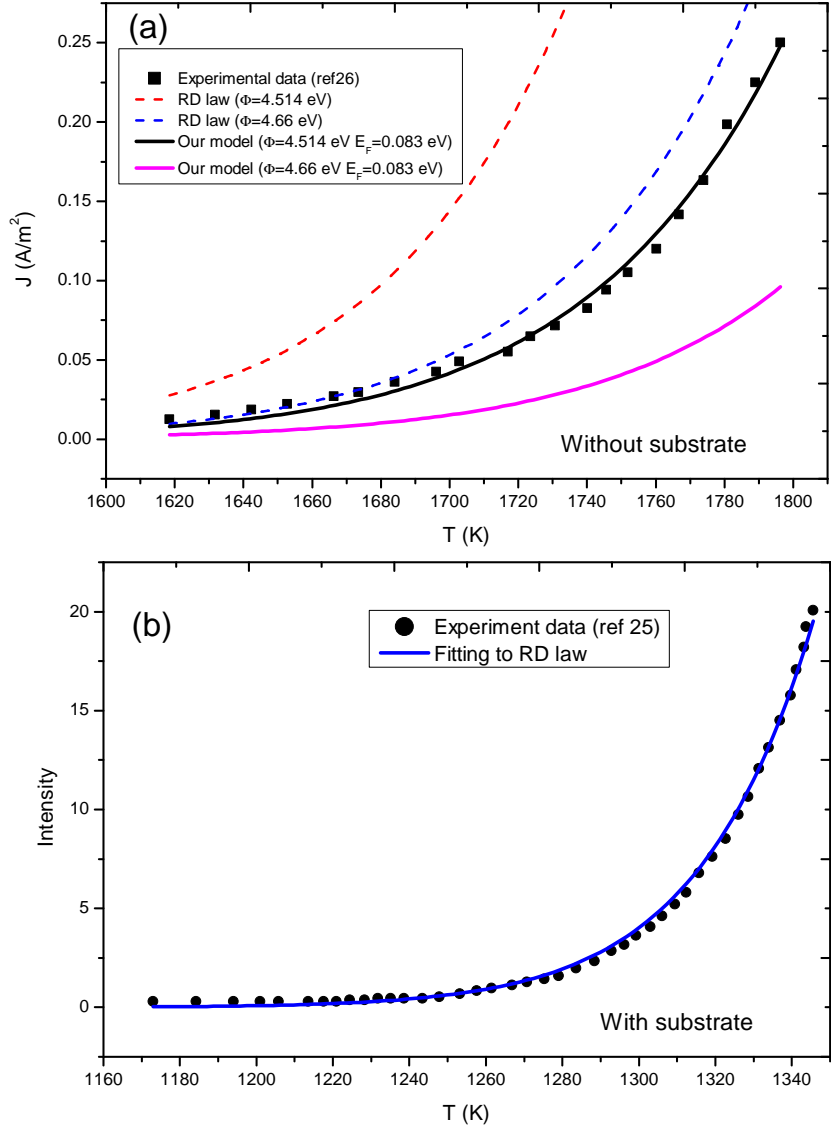 (a)
Experimental data (ref26)
RD law (Φ=4.514 eV)
RD law (Φ=4.66 eV)
Our model (Φ=4.514 eV E_F=0.083 eV)
Our model (Φ=4.66 eV E_F=0.083 eV)
0.25
0.20
0.15
0.10
0.05
0.00
J (A/m²)
Without substrate
1600 1620 1640 1660 1680 1700 1720 1740 1760 1780 1800
T (K)
(b)
Experiment data (ref 25)
Fitting to RD law
20
15
10
5
0
Intensity
With substrate
1160 1180 1200 1220 1240 1260 1280 1300 1320 1340
T (K)